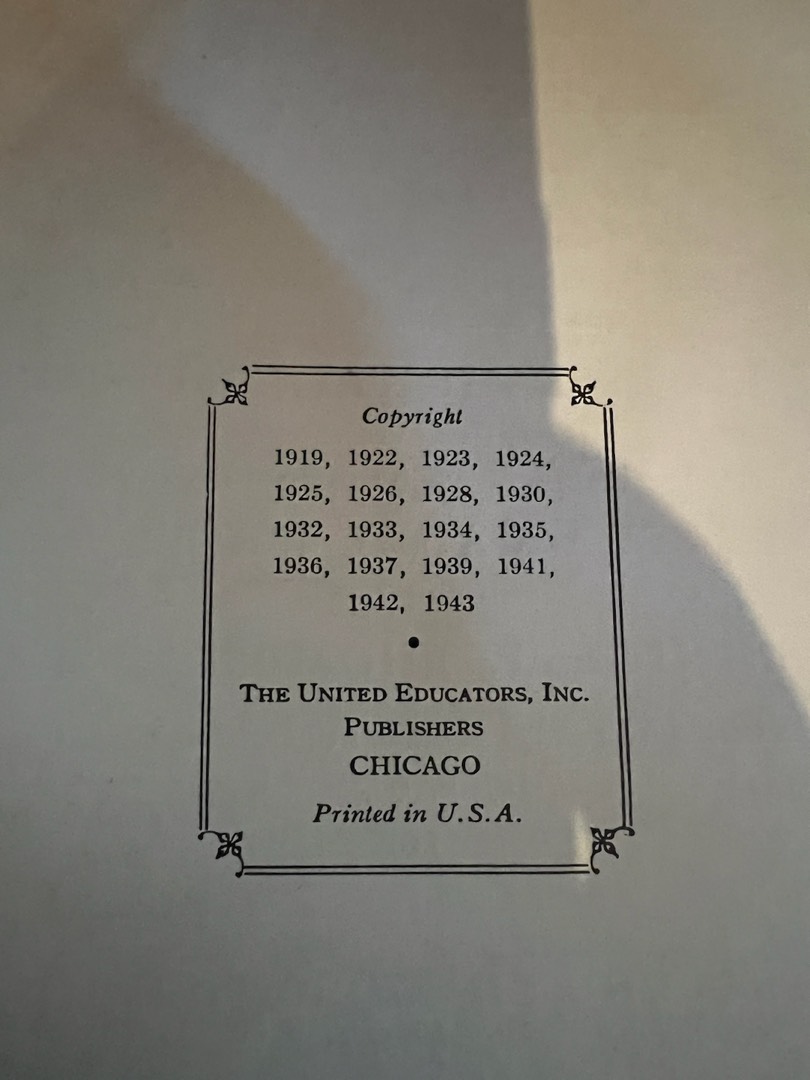 Copyright
1919, 1922, 1923, 1924,
1925, 1926, 1928, 1930,
1932, 1933, 1934, 1935,
1936, 1937, 1939, 1941,
1942, 1943
•
THE UNITED EDUCATORS, INC.
PUBLISHERS
CHICAGO
Printed in U.S.A.